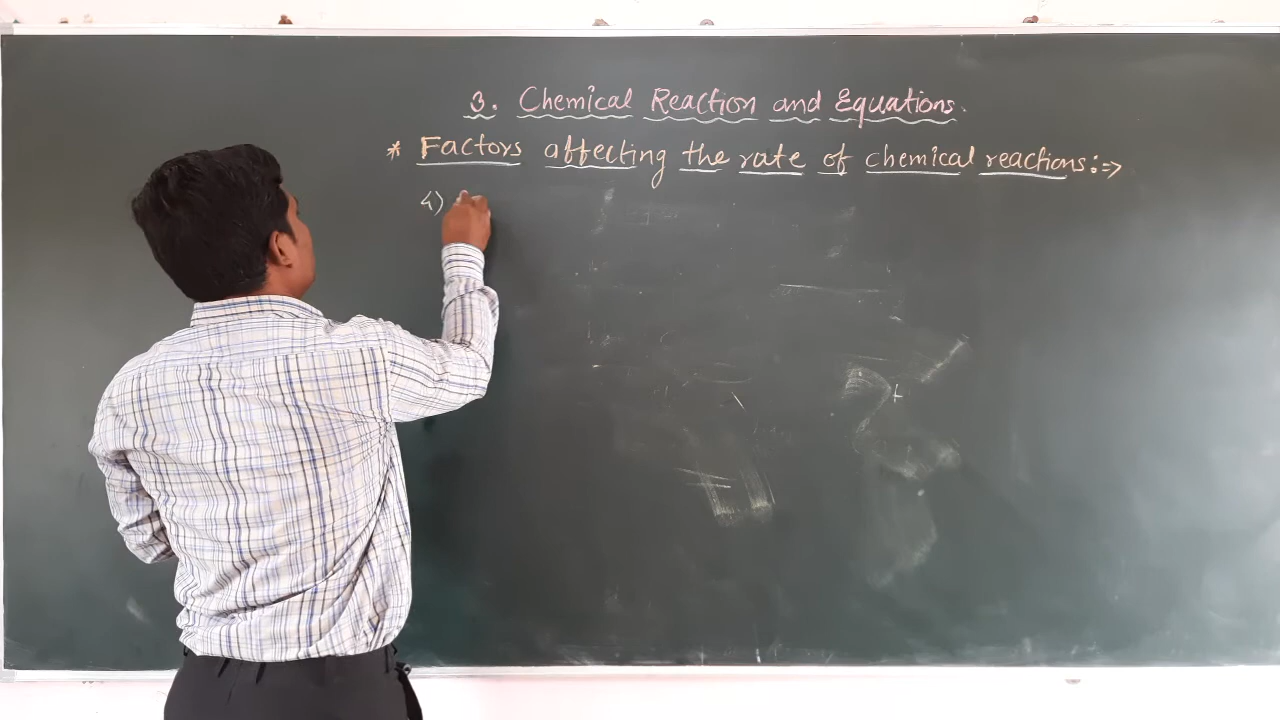 3. Chemical Reaction and Equations.
* Factors affecting the rate of chemical reactions :→
4)